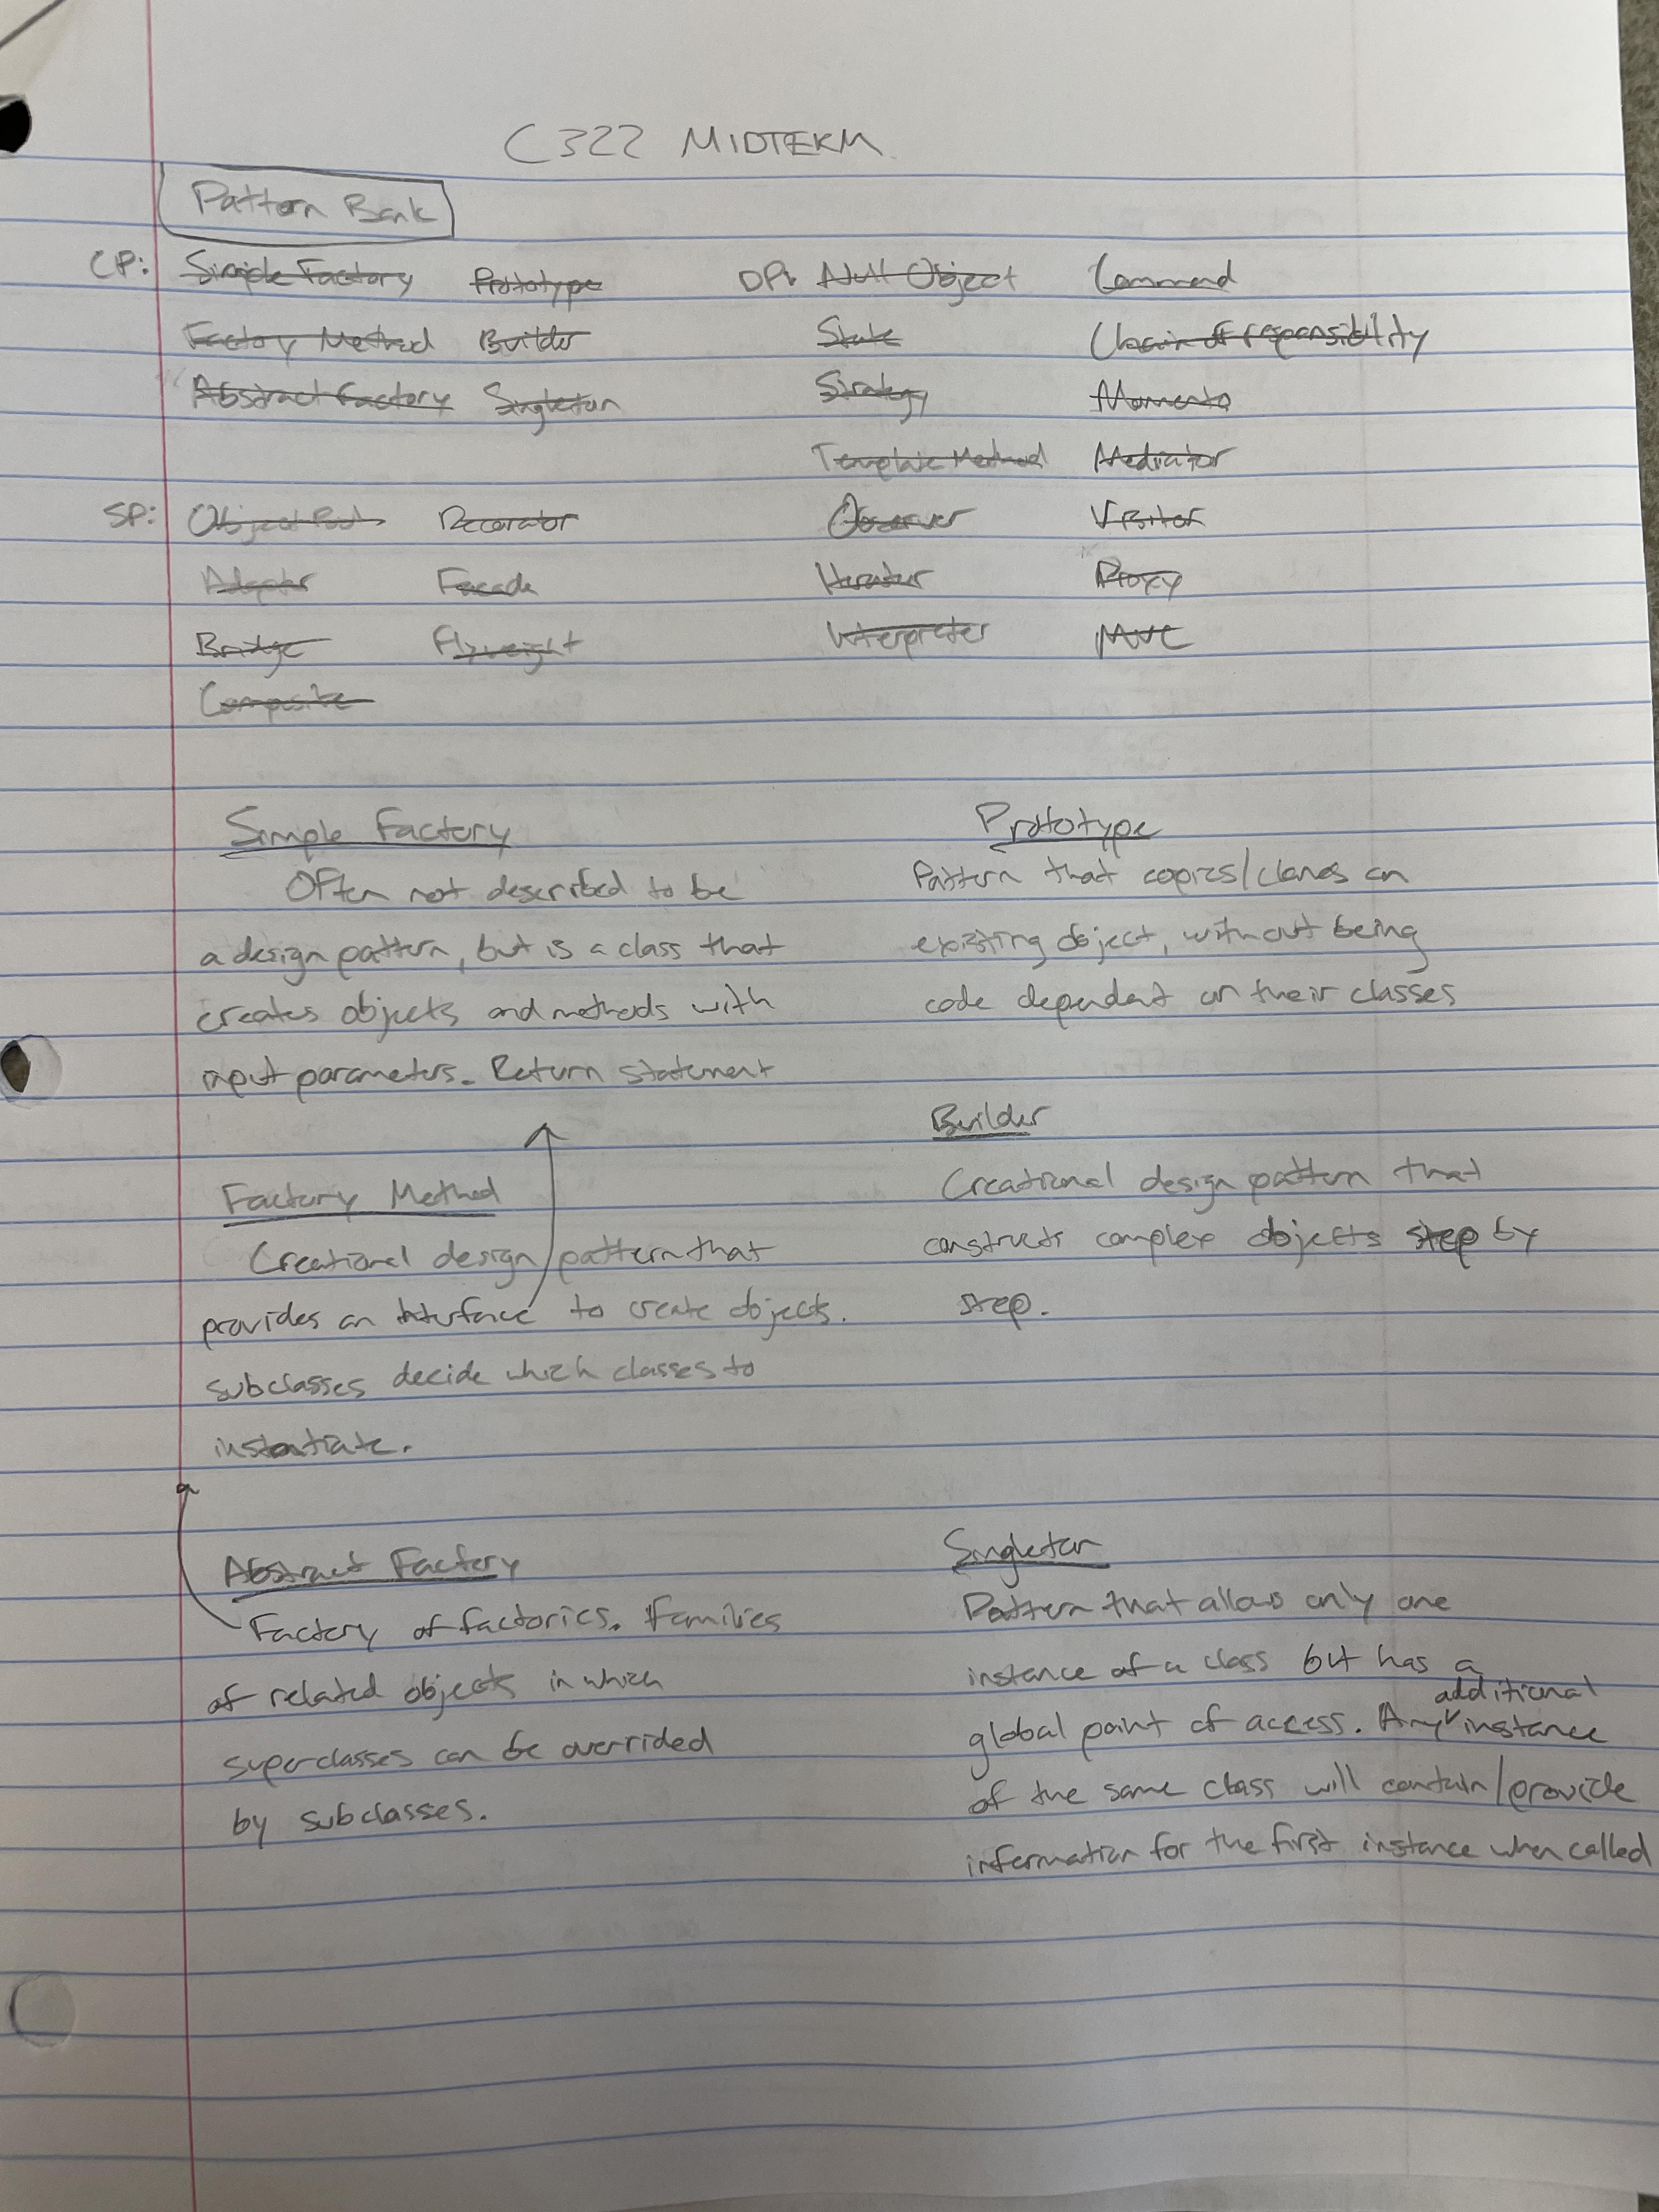 C322 MIDTERM
Pattern Bank
CP: Simple Factory Prototype DP: Null Object Command
Factory Method Builder State Chain of responsibility
Abstract Factory Singleton Strategy Momento
Template Method Mediator
SP: Object Pool Decorator Observer Visitor
Adapter Facade Iterator Proxy
Bridge Flyweight Interpreter MVC
Composite
Simple Factory
Often not described to be
a design pattern, but is a class that
creates objects and methods with
input parameters. Return statement
Factory Method
Creational design pattern that
provides an interface to create objects.
subclasses decide which classes to
instantiate.
Abstract Factory
Factory of factories. Families
of related objects in which
superclasses can be overrided
by subclasses.
Prototype
Pattern that copies/clones an
existing object, without being
code dependent on their classes
Builder
Creational design pattern that
constructs complex objects step by
step.
Singleton
Pattern that allows only one
instance of a class but has a
global point of access. Any additional instance
of the same class will contain/provide
information for the first instance when called